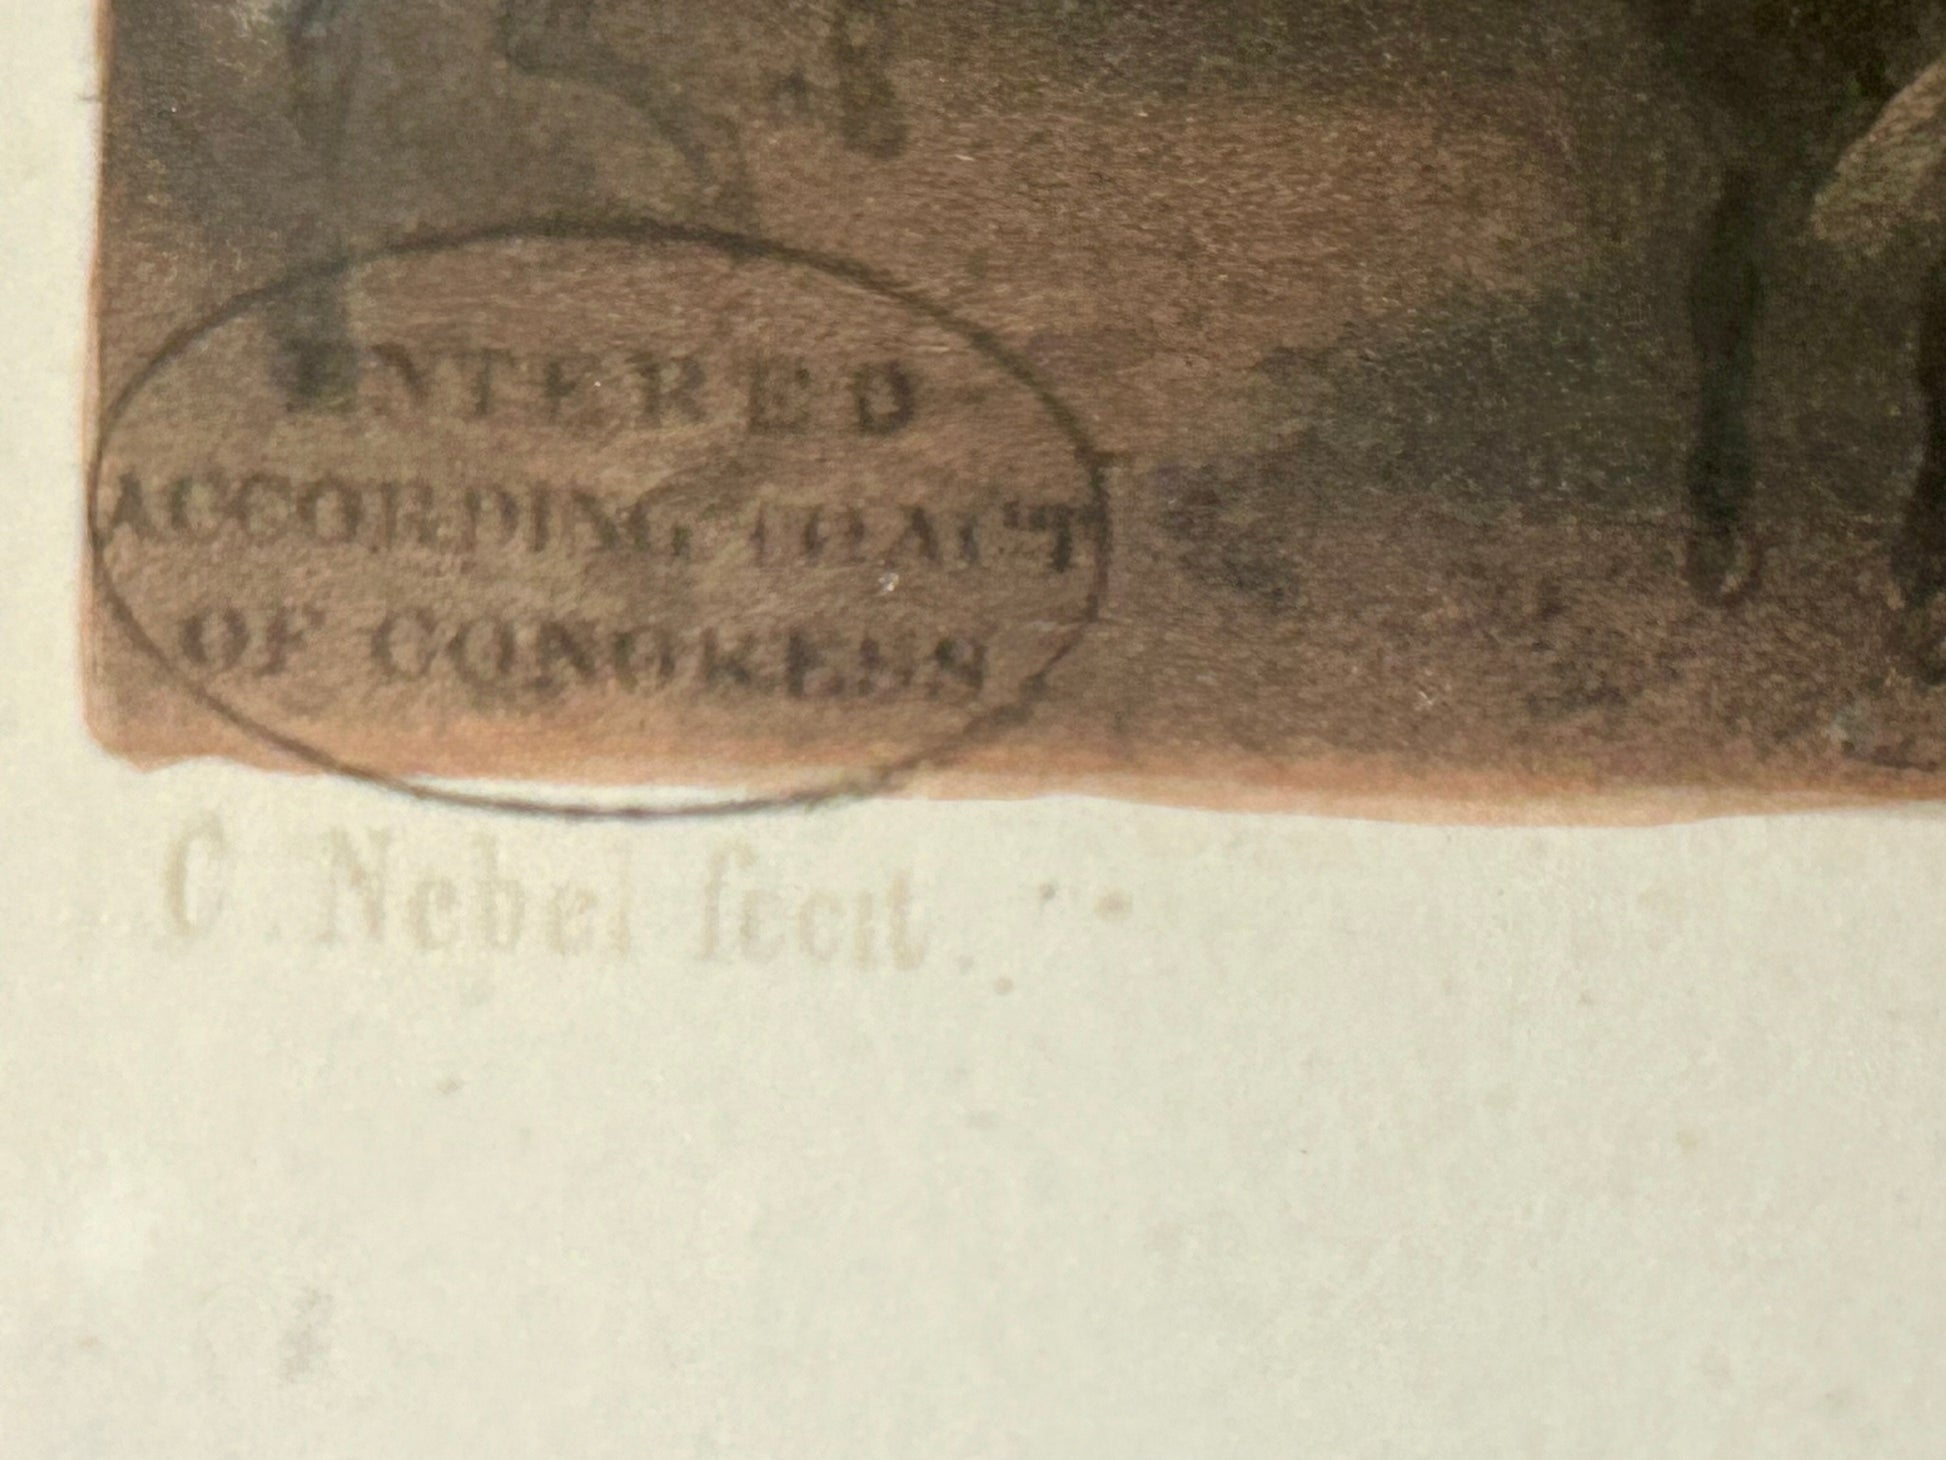 ENTERED
ACCORDING TO ACT
OF CONGRESS
C. Nebel fecit.